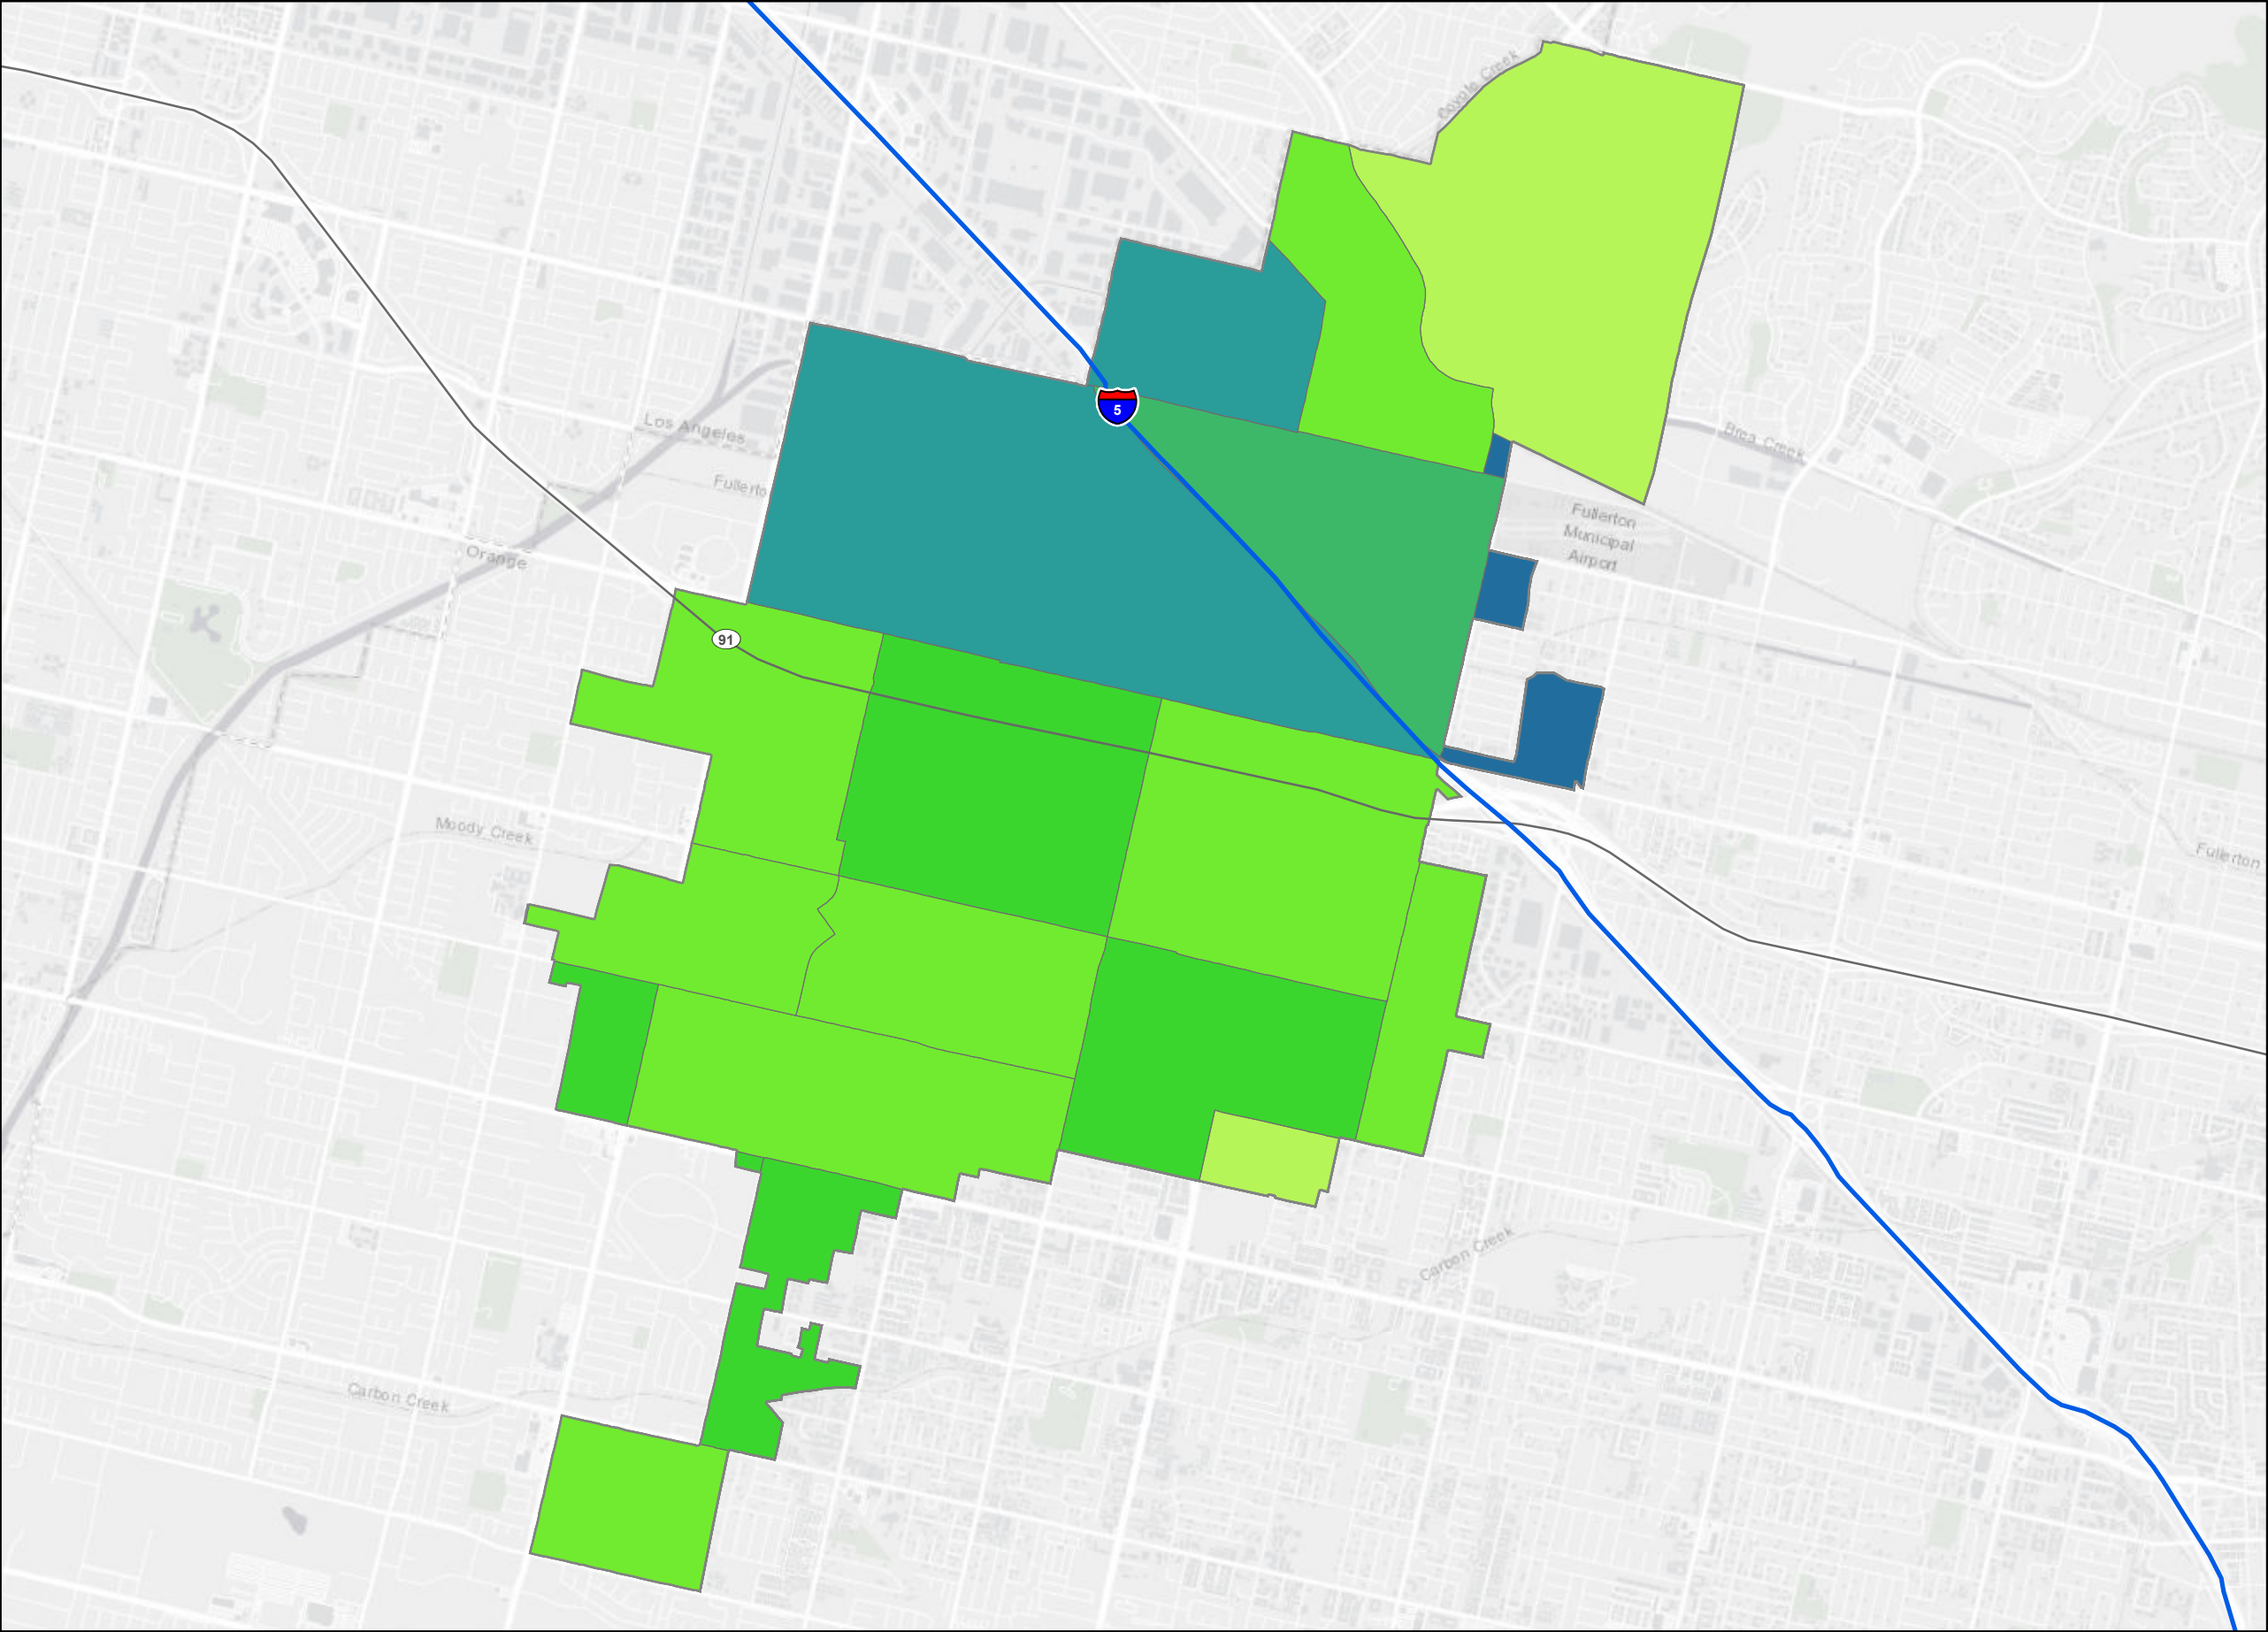 Coyote Creek
5
Los Angeles
Brea Creek
Fullerto
Fullerton
Municipal
Airport
Orange
91
Moody Creek
Fullerton
Carbon Creek
Carbon Creek